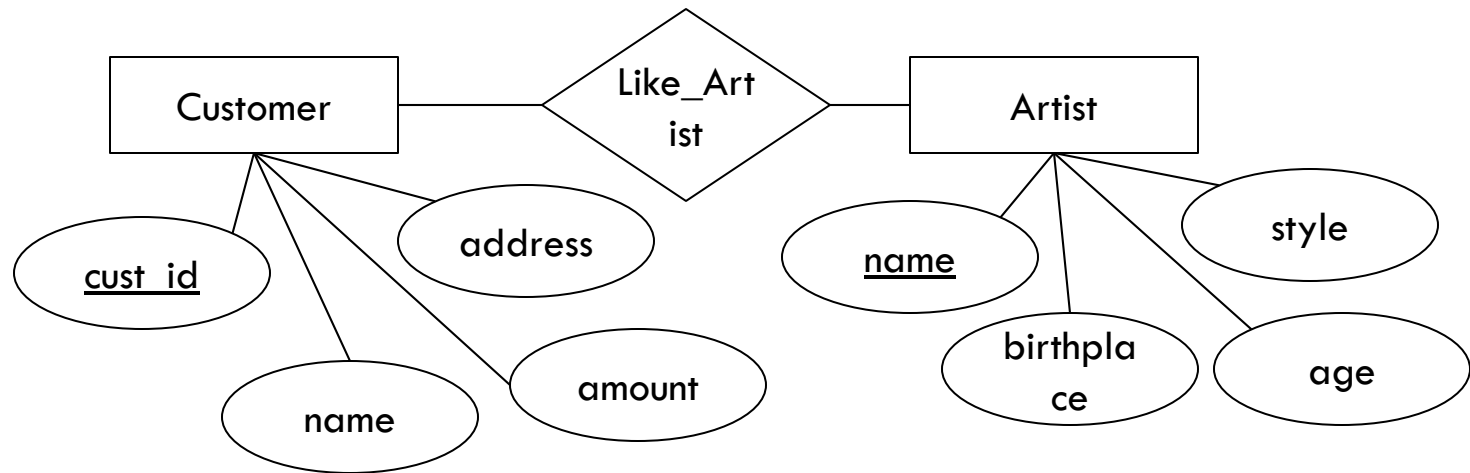 Customer
Like_Art
ist
Artist
cust_id
address
name
amount
name
style
birthpla
ce
age